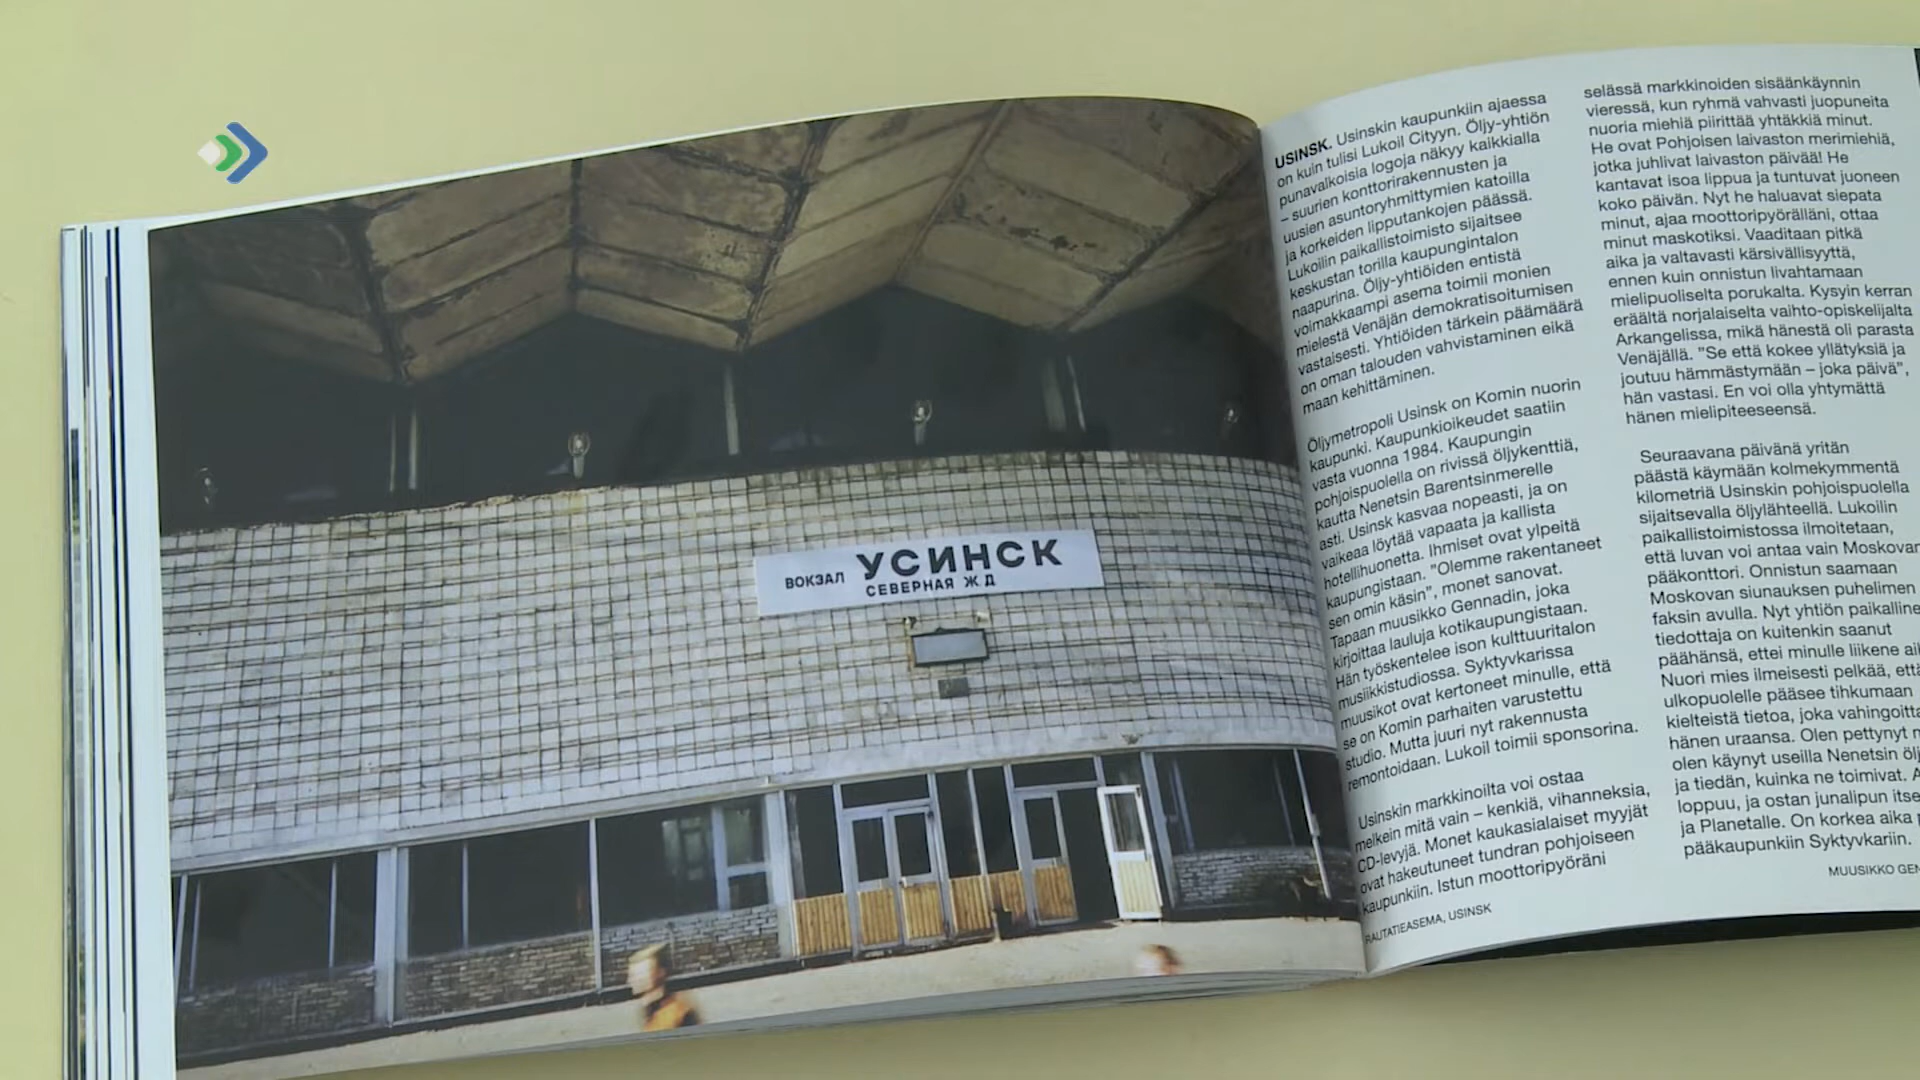 ВОКЗАЛ УСИНСК
СЕВЕРНАЯ Ж Д
USINSK. Usinskin kaupunkiin ajaessa
on kuin tulisi Lukoil Cityyn. Öljy-yhtiön
punavalkoisia logoja näkyy kaikkialla
– suurien konttorirakennusten ja
uusien asuntoryhmittymien katoilla
ja korkeiden lipputankojen päässä.
Lukoilin paikallistoimisto sijaitsee
keskustan torilla kaupungintalon
naapurina. Öljy-yhtiöiden entistä
voimakkaampi asema toimii monien
mielestä Venäjän demokratisoitumisen
vastaisesti. Yhtiöiden tärkein päämäärä
on oman talouden vahvistaminen eikä
maan kehittäminen.
Öljymetropoli Usinsk on Komin nuorin
kaupunki. Kaupunkioikeudet saatiin
vasta vuonna 1984. Kaupungin
pohjoispuolella on rivissä öljykenttiä,
kautta Nenetsin Barentsinmerelle
asti. Usinsk kasvaa nopeasti, ja on
vaikeaa löytää vapaata ja kallista
hotellihuonetta. Ihmiset ovat ylpeitä
kaupungistaan. "Olemme rakentaneet
sen omin käsin", monet sanovat.
Tapaan muusikko Gennadin, joka
kirjoittaa lauluja kotikaupungistaan.
Hän työskentelee ison kulttuuritalon
musiikkistudiossa. Syktyvkarissa
muusikot ovat kertoneet minulle, että
se on Komin parhaiten varustettu
studio. Mutta juuri nyt rakennusta
remontoidaan. Lukoil toimii sponsorina.
Usinskin markkinoilta voi ostaa
melkein mitä vain – kenkiä, vihanneksia,
CD-levyjä. Monet kaukasialaiset myyjät
ovat hakeutuneet tundran pohjoiseen
kaupunkiin. Istun moottoripyöräni
RAUTATIEASEMA, USINSK
selässä markkinoiden sisäänkäynnin
vieressä, kun ryhmä vahvasti juopuneita
nuoria miehiä piirittää yhtäkkiä minut.
He ovat Pohjoisen laivaston merimiehiä,
jotka juhlivat laivaston päivää! He
kantavat isoa lippua ja tuntuvat juoneen
koko päivän. Nyt he haluavat siepata
minut, ajaa moottoripyörälläni, ottaa
minut maskotiksi. Vaaditaan pitkä
aika ja valtavasti kärsivällisyyttä,
ennen kuin onnistun livahtamaan
mielipuoliselta porukalta. Kysyin kerran
eräältä norjalaiselta vaihto-opiskelijalta
Arkangelissa, mikä hänestä oli parasta
Venäjällä. "Se että kokee yllätyksiä ja
joutuu hämmästymään – joka päivä",
hän vastasi. En voi olla yhtymättä
hänen mielipiteeseensä.
Seuraavana päivänä yritän
päästä käymään kolmekymmentä
kilometriä Usinskin pohjoispuolella
sijaitsevalla öljylähteellä. Lukoilin
paikallistoimistossa ilmoitetaan,
että luvan voi antaa vain Moskovan
pääkonttori. Onnistun saamaan
Moskovan siunauksen puhelimen
faksin avulla. Nyt yhtiön paikalline
tiedottaja on kuitenkin saanut
päähänsä, ettei minulle liikene ai
Nuori mies ilmeisesti pelkää, ett
ulkopuolelle pääsee tihkumaan
kielteistä tietoa, joka vahingoitt
hänen uraansa. Olen pettynyt
olen käynyt useilla Nenetsin öl
ja tiedän, kuinka ne toimivat. A
loppuu, ja ostan junalipun itse
ja Planetalle. On korkea aika
pääkaupunkiin Syktyvkariin.
MUUSIKKO GEN